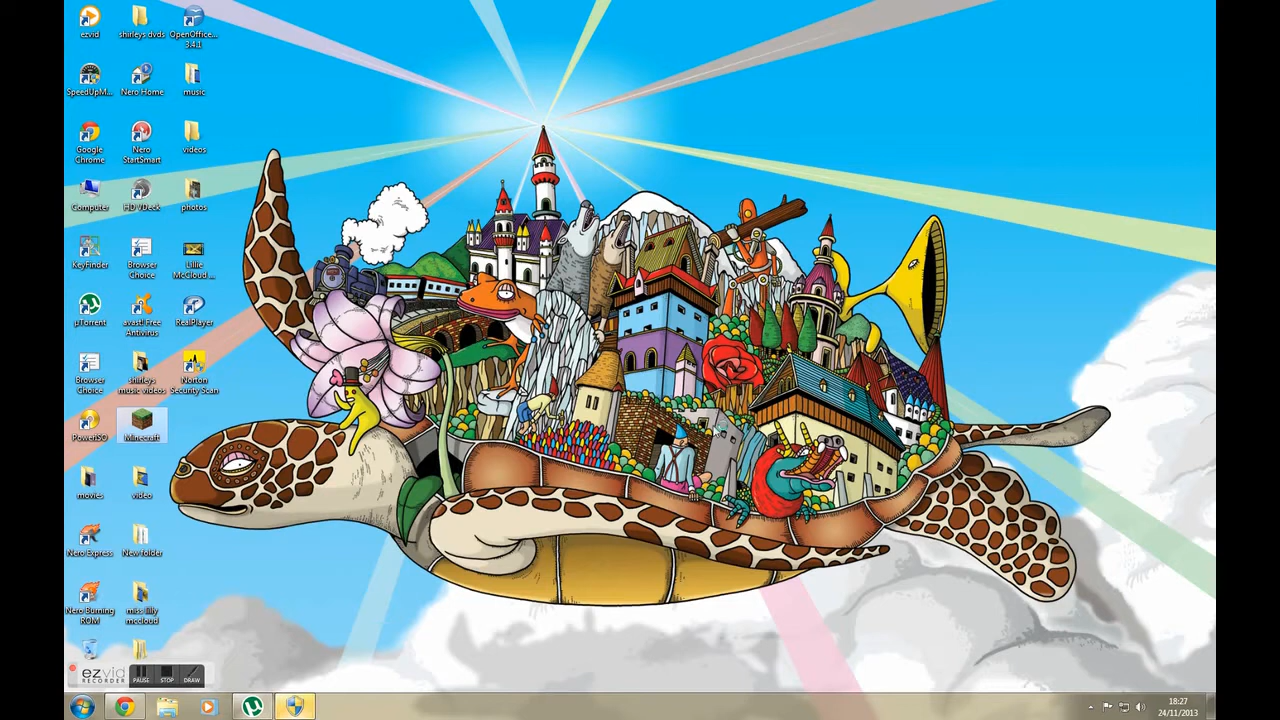 ezvid
shirleys dvds
OpenOffice...
3.4.1
SpeedUpM...
Nero Home
music
Google
Chrome
Nero
StartSmart
videos
Computer
HD VDeck
photos
KeyFinder
Browser
Choice
Lillie
McCloud ...
µTorrent
avast! Free
Antivirus
RealPlayer
Browser
Choice
shirleys
music videos
Norton
Security Scan
PowerISO
Minecraft
movies
video
Nero Express
New folder
Nero Burning
ROM
miss lilly
mccloud
ezvid
RECORDER
PAUSE
STOP
DRAW
18:27
24/11/2013